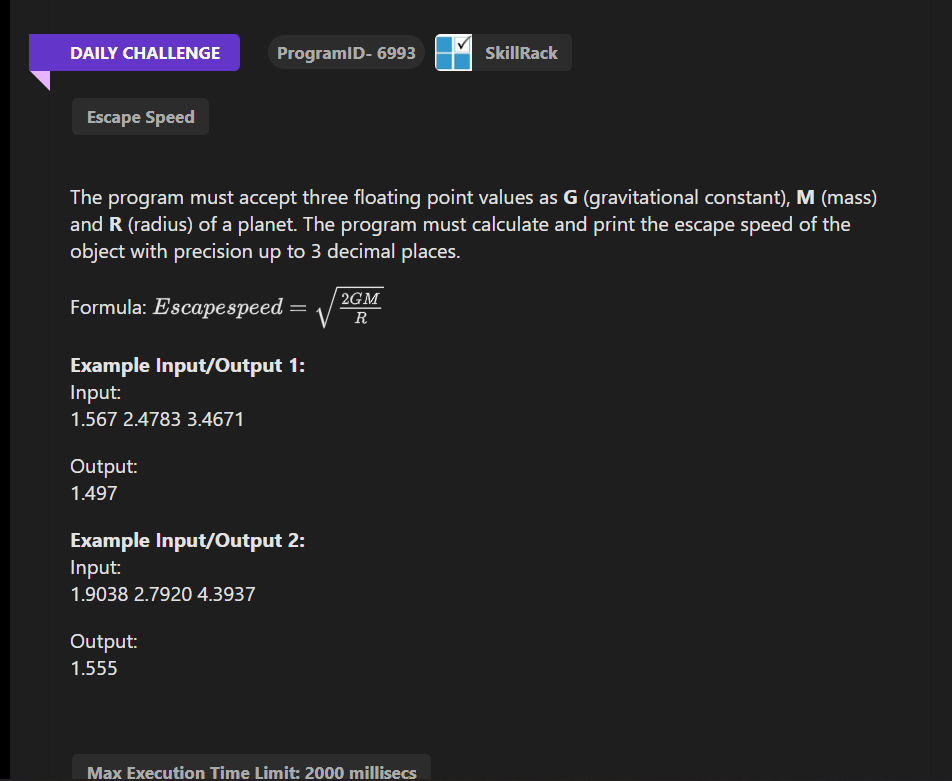 DAILY CHALLENGE ProgramID- 6993 SkillRack
Escape Speed
The program must accept three floating point values as G (gravitational constant), M (mass)
and R (radius) of a planet. The program must calculate and print the escape speed of the
object with precision up to 3 decimal places.
Formula: Escapespeed = √(2GM/R)
Example Input/Output 1:
Input:
1.567 2.4783 3.4671
Output:
1.497
Example Input/Output 2:
Input:
1.9038 2.7920 4.3937
Output:
1.555
Max Execution Time Limit: 2000 millisecs